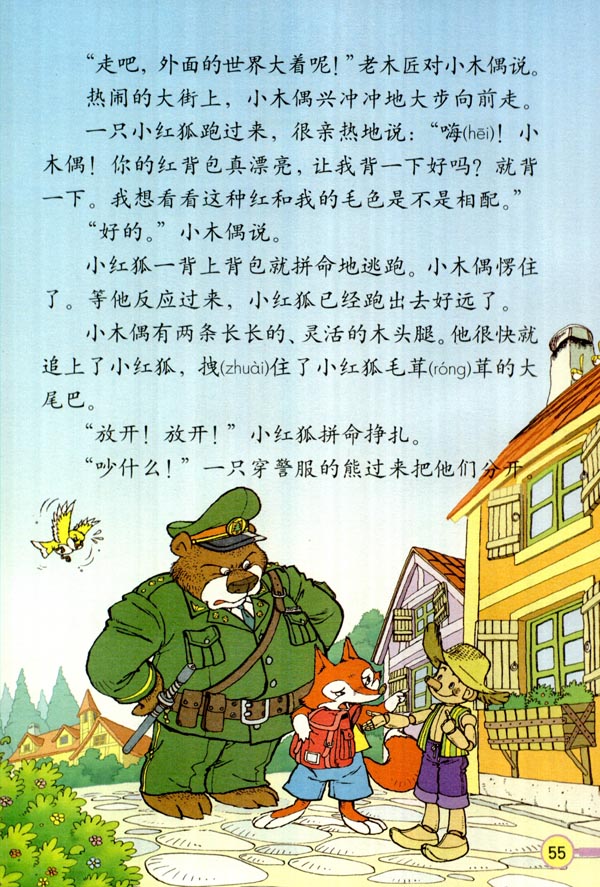 “走吧，外面的世界大着呢！”老木匠对小木偶说。
热闹的大街上，小木偶兴冲冲地大步向前走。
一只小红狐跑过来，很亲热地说：“嗨(hēi)！小
木偶！你的红背包真漂亮，让我背一下好吗？就背
一下。我想看看这种红和我的毛色是不是相配。”
“好的。”小木偶说。
小红狐一背上背包就拼命地逃跑。小木偶愣住
了。等他反应过来，小红狐已经跑出去好远了。
小木偶有两条长长的、灵活的木头腿。他很快就
追上了小红狐，拽(zhuài)住了小红狐毛茸(róng)茸的大
尾巴。
“放开！放开！”小红狐拼命挣扎。
“吵什么！”一只穿警服的熊过来把他们分开。
55